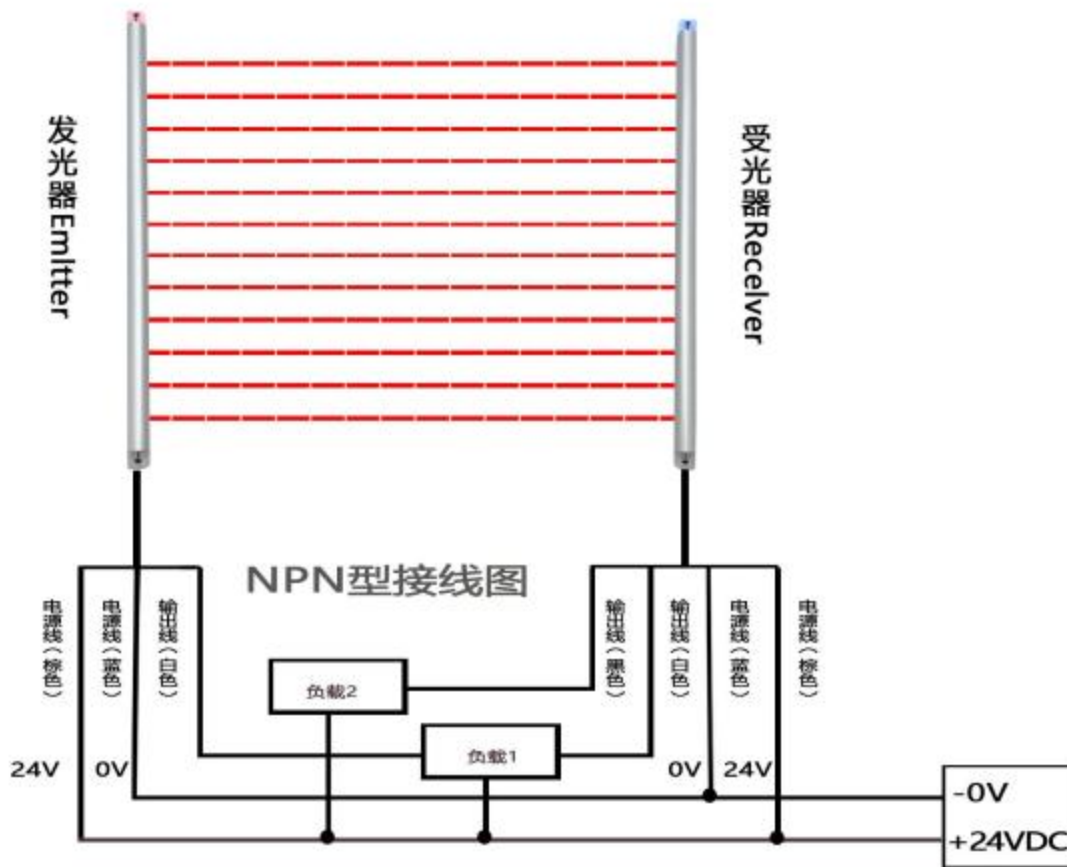 发光器EmItter
受光器RecelVer
NPN型接线图
电源线（棕色）
电源线（蓝色）
输出线（白色）
输出线（黑色）
输出线（白色）
电源线（蓝色）
电源线（棕色）
负载2
负载1
24V
0V
0V
24V
-0V
+24VDC